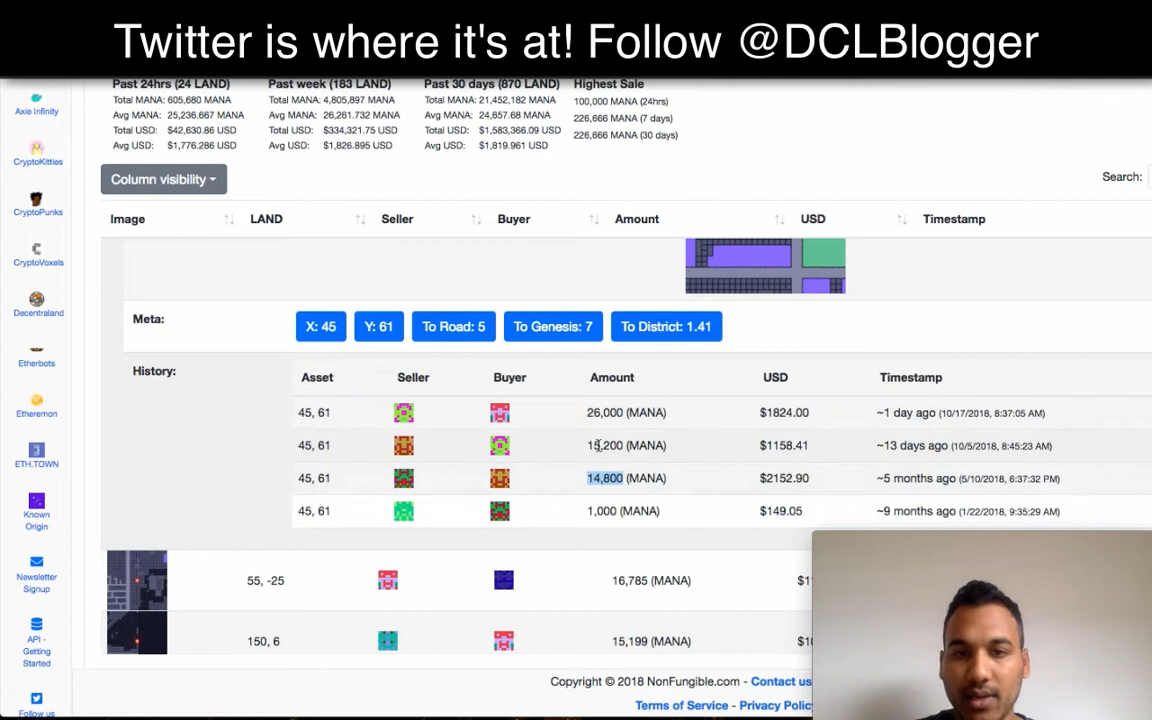 Twitter is where it's at! Follow @DCLBlogger
Past 24hrs (24 LAND) Past week (183 LAND) Past 30 days (870 LAND) Highest Sale
Total MANA: 605,680 MANA Total MANA: 4,805,897 MANA Total MANA: 21,452,182 MANA 100,000 MANA (24hrs)
Avg MANA: 25,236.667 MANA Avg MANA: 26,261.732 MANA Avg MANA: 24,657.68 MANA 226,666 MANA (7 days)
Total USD: $42,630.86 USD Total USD: $334,321.75 USD Total USD: $1,583,366.09 USD 226,666 MANA (30 days)
Avg USD: $1,776.286 USD Avg USD: $1,826.895 USD Avg USD: $1,819.961 USD
Axie Infinity
CryptoKitties
CryptoPunks
CryptoVoxels
Decentraland
Etherbots
Etheremon
ETH.TOWN
Known
Origin
Newsletter
Signup
API -
Getting
Started
Follow us
Column visibility
Search:
Image LAND Seller Buyer Amount USD Timestamp
Meta: X: 45 Y: 61 To Road: 5 To Genesis: 7 To District: 1.41
History: Asset Seller Buyer Amount USD Timestamp
45, 61 26,000 (MANA) $1824.00 ~1 day ago (10/17/2018, 8:37:05 AM)
45, 61 (MANA) $1158.41 ~13 days ago (10/5/2018, 8:45:23 AM)
45, 61 14,800 (MANA) $2152.90 ~5 months ago (5/10/2018, 6:37:32 PM)
45, 61 1,000 (MANA) $149.05 ~9 months ago (1/22/2018, 9:35:29 AM)
55, -25 16,785 (MANA)
150, 6 15,199 (MANA)
Copyright © 2018 NonFungible.com - Contact us
Terms of Service - Privacy